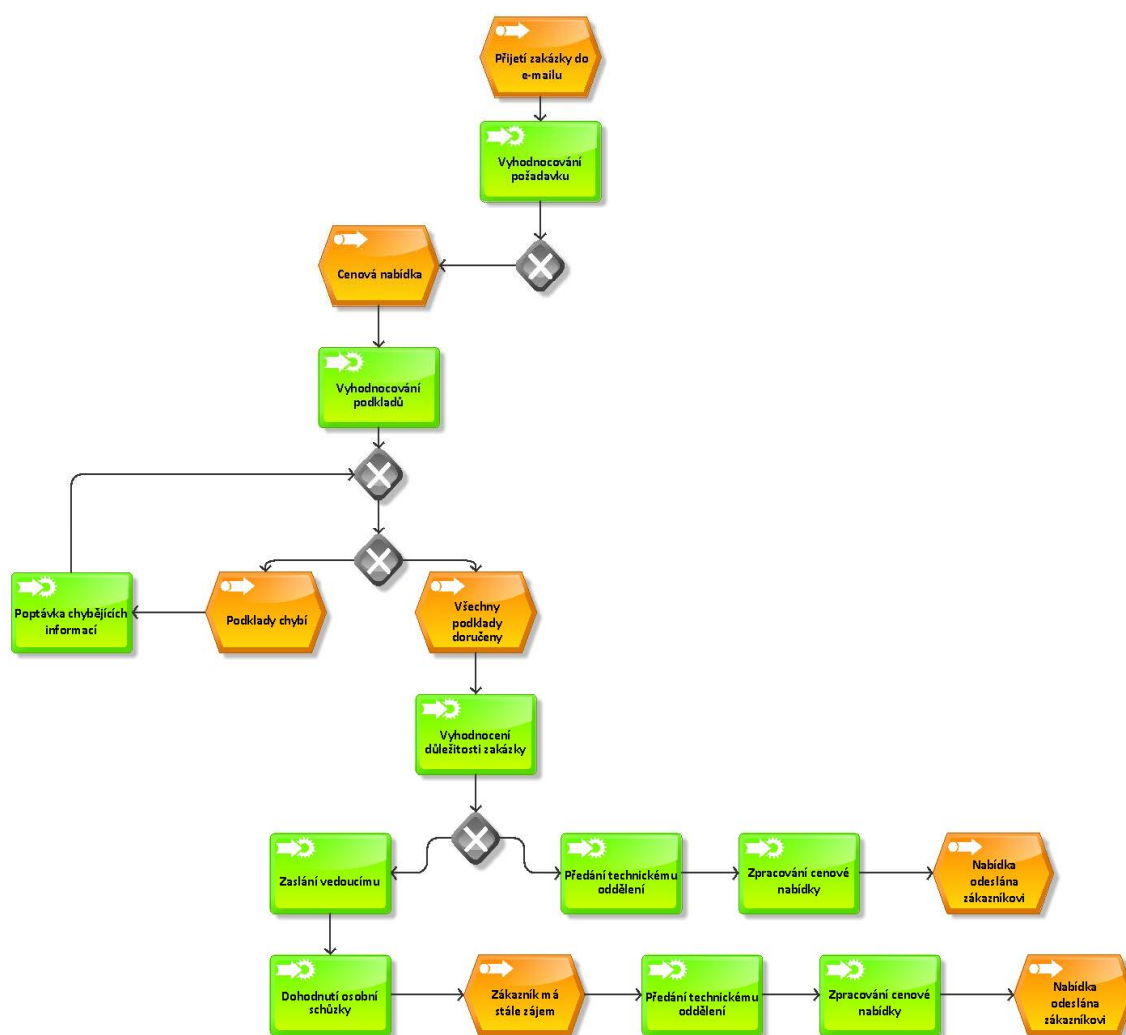 Přijetí zakázky do
e-mailu
Vyhodnocování
požadavku
Cenová nabídka
Vyhodnocování
podkladů
Poptávka chybějících
informací
Podklady chybí
Všechny
podklady
doručeny
Vyhodnocení
důležitosti zakázky
Zaslání vedoucímu
Předání technickému
oddělení
Zpracování cenové
nabídky
Nabídka
odeslána
zákazníkovi
Dohodnutí osobní
schůzky
Zákazník má
stále zájem
Předání technickému
oddělení
Zpracování cenové
nabídky
Nabídka
odeslána
zákazníkovi